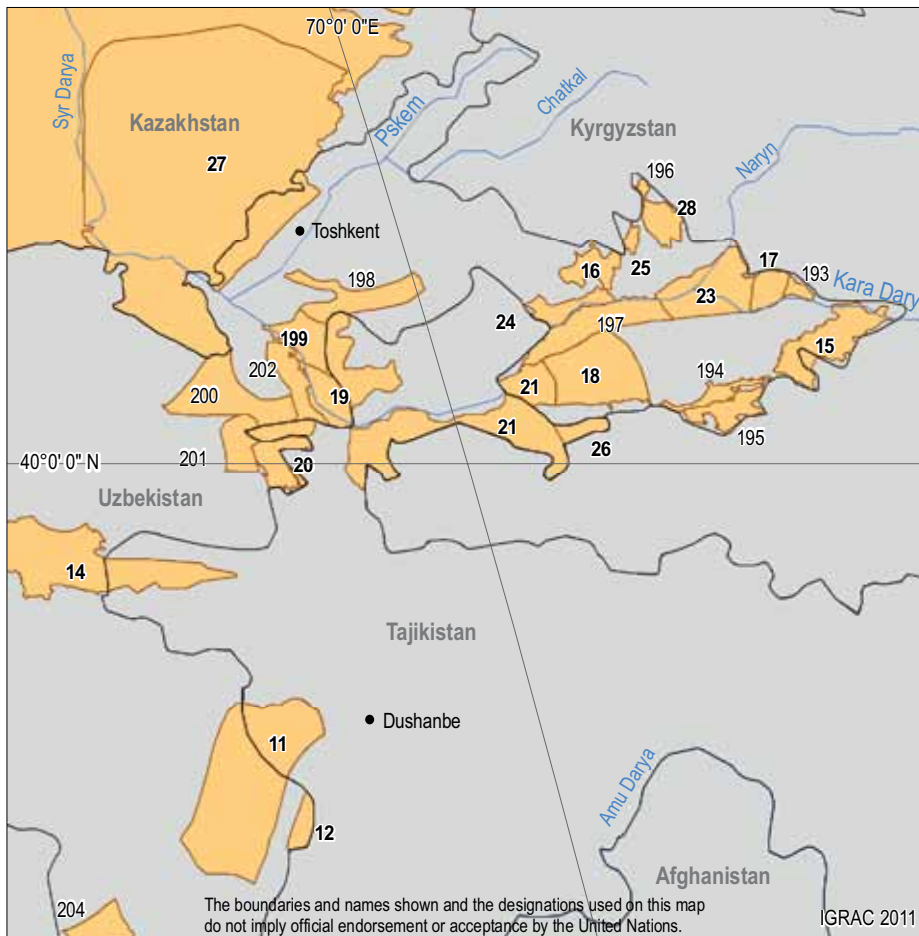 70°0' 0"E
Syr Darya
Kazakhstan
27
Pskem
Chatkal
Kyrgyzstan
Naryn
196
28
Toshkent
16
25
17
193
Kara Dary
198
23
24
197
15
199
202
200
19
21
18
194
21
195
26
201
40°0' 0" N
20
Uzbekistan
14
Tajikistan
Dushanbe
11
Amu Darya
12
Afghanistan
204
The boundaries and names shown and the designations used on this map
do not imply official endorsement or acceptance by the United Nations.
IGRAC 2011